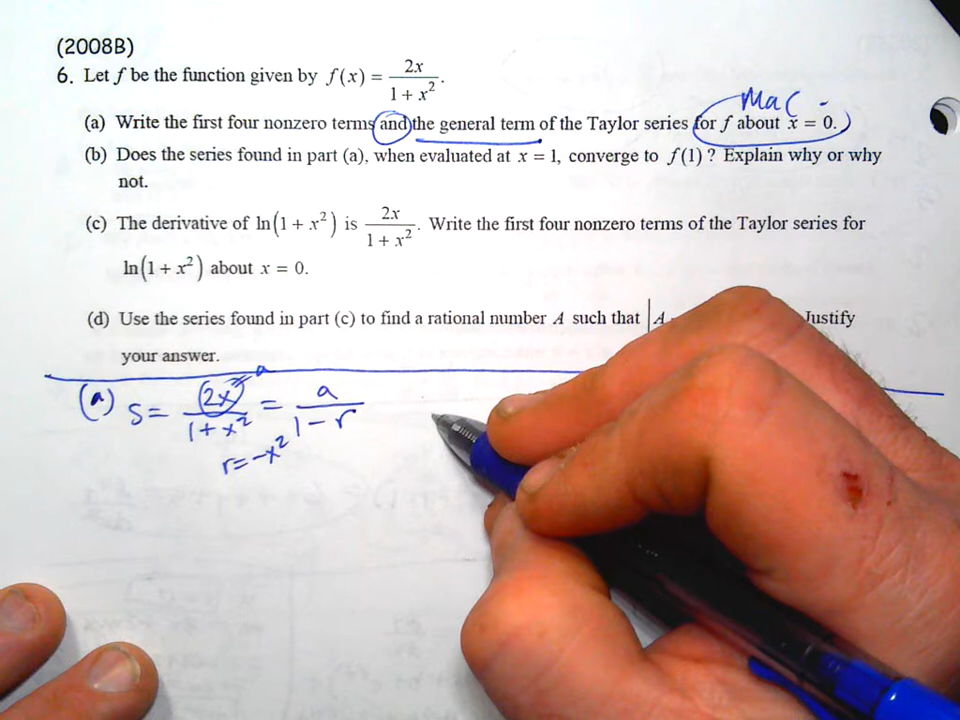 (2008B)
6. Let f be the function given by f(x) = 2x / (1 + x²).
Mac
(a) Write the first four nonzero terms and the general term of the Taylor series for f about x = 0.
(b) Does the series found in part (a), when evaluated at x = 1, converge to f(1) ? Explain why or why
not.
(c) The derivative of ln(1 + x²) is 2x / (1 + x²). Write the first four nonzero terms of the Taylor series for
ln(1 + x²) about x = 0.
(d) Use the series found in part (c) to find a rational number A such that |A Justify
your answer.
(a) S = 2x / (1 + x²) = a / (1 - r)
= a
r = -x²